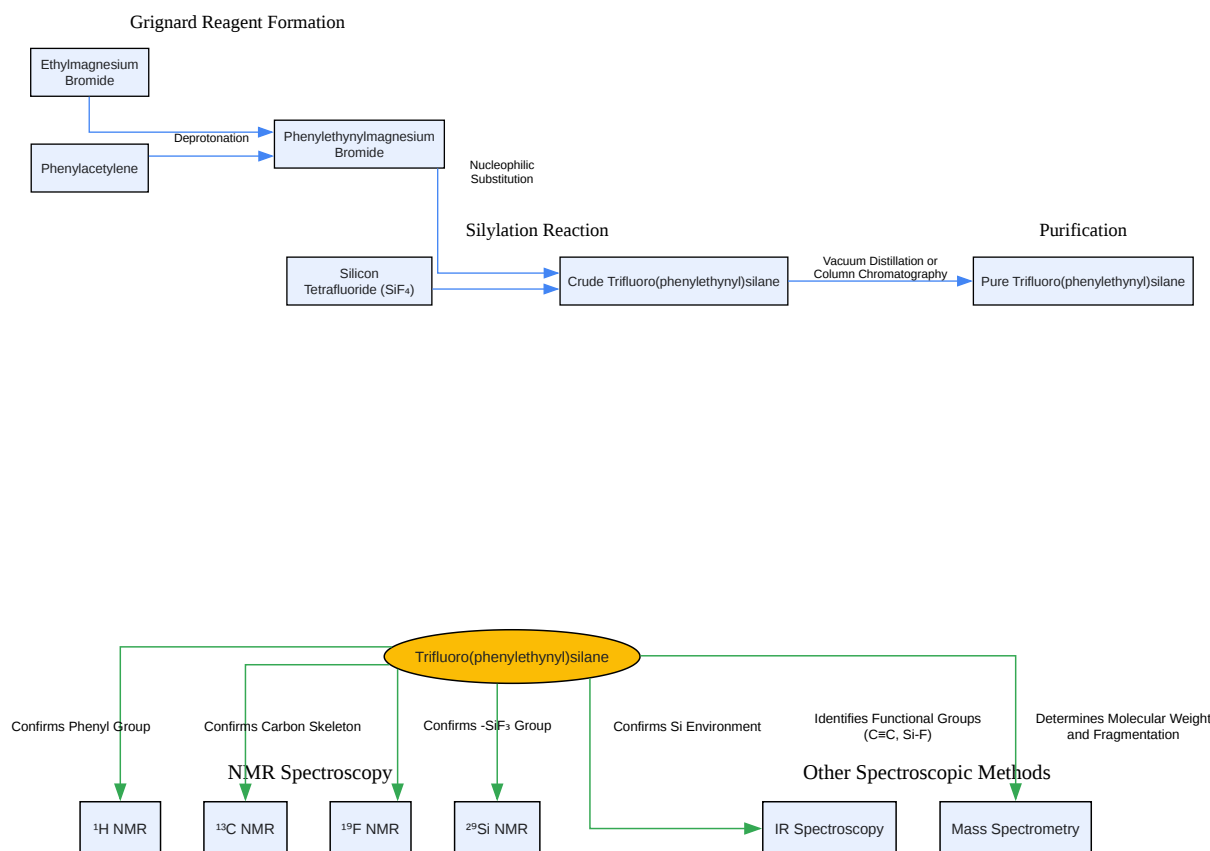 Grignard Reagent Formation
Ethylmagnesium
Bromide
Deprotonation
Phenylethynylmagnesium
Bromide
Phenylacetylene
Nucleophilic
Substitution
Silylation Reaction
Purification
Silicon
Tetrafluoride (SiF₄)
Crude Trifluoro(phenylethynyl)silane
Vacuum Distillation or
Column Chromatography
Pure Trifluoro(phenylethynyl)silane
Trifluoro(phenylethynyl)silane
Confirms Phenyl Group
Confirms Carbon Skeleton
Confirms -SiF₃ Group
Confirms Si Environment
Identifies Functional Groups
(C≡C, Si-F)
Determines Molecular Weight
and Fragmentation
NMR Spectroscopy
Other Spectroscopic Methods
¹H NMR
¹³C NMR
¹⁹F NMR
²⁹Si NMR
IR Spectroscopy
Mass Spectrometry